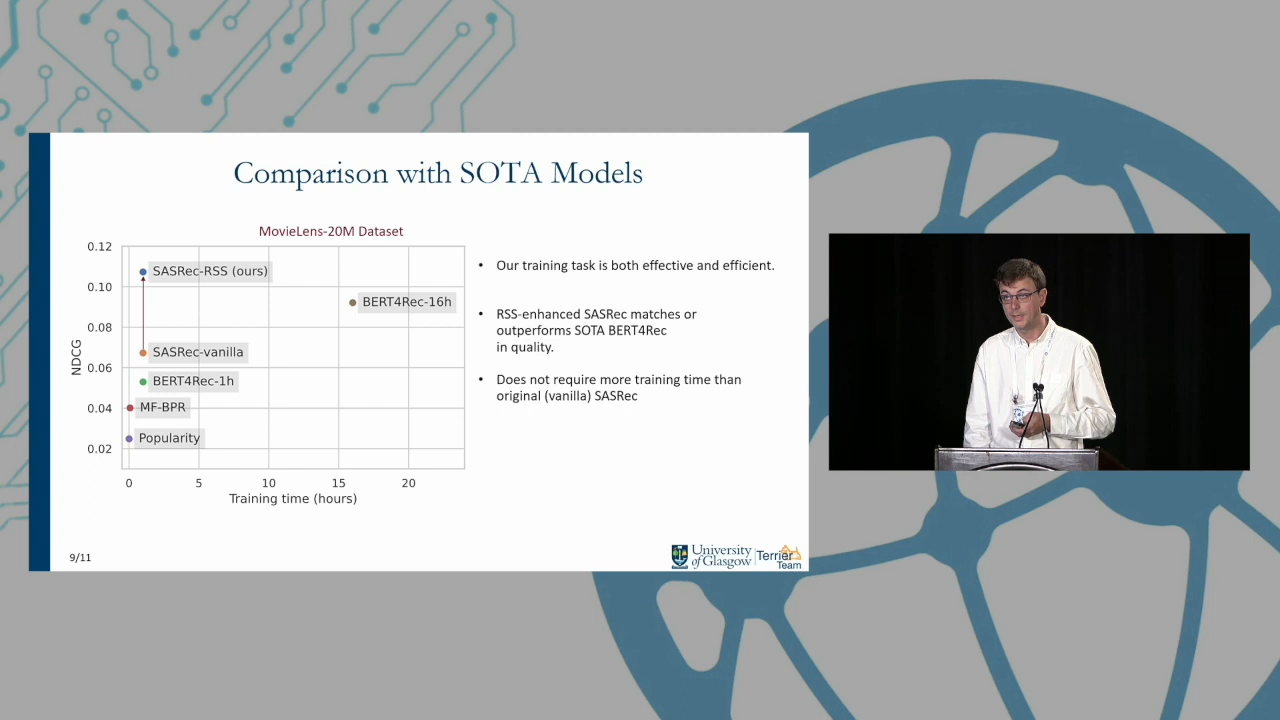 Comparison with SOTA Models
MovieLens-20M Dataset
0.12
0.10
0.08
0.06
0.04
0.02
NDCG
SASRec-RSS (ours)
BERT4Rec-16h
SASRec-vanilla
BERT4Rec-1h
MF-BPR
Popularity
0 5 10 15 20
Training time (hours)
• Our training task is both effective and efficient.
• RSS-enhanced SASRec matches or
outperforms SOTA BERT4Rec
in quality.
• Does not require more training time than
original (vanilla) SASRec
9/11
University
of Glasgow
Terrier
Team